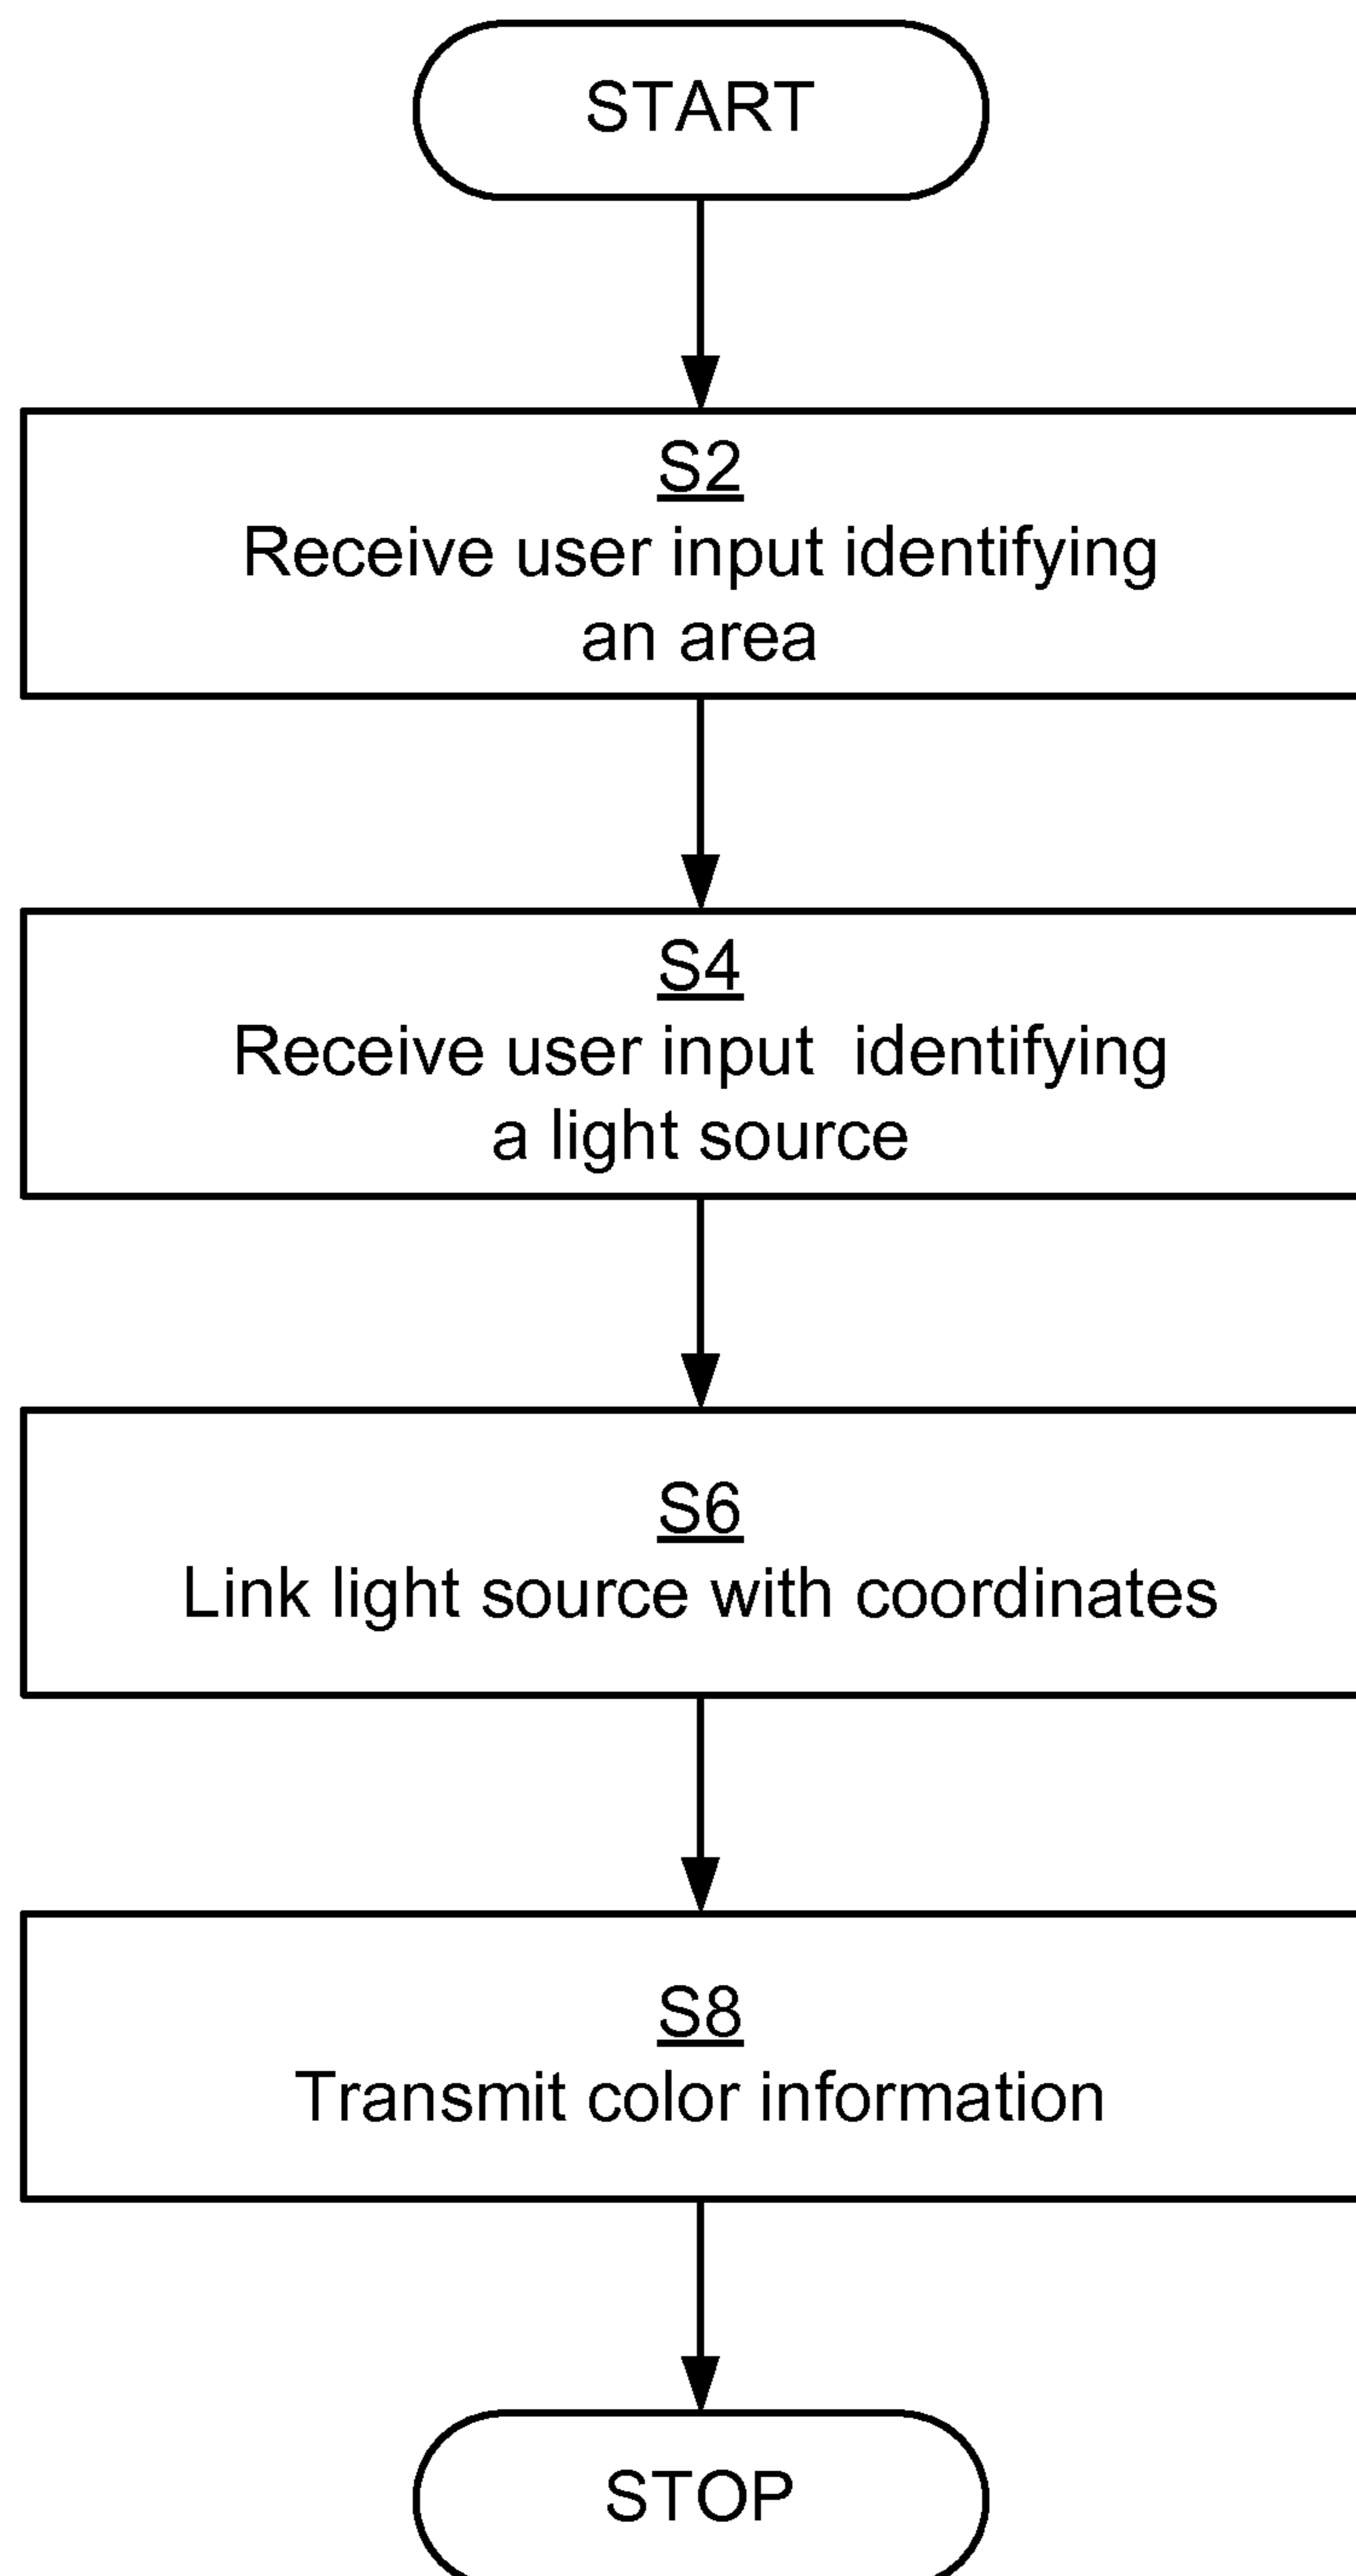 START
S2
Receive user input identifying
an area
S4
Receive user input  identifying
a light source
S6
Link light source with coordinates
S8
Transmit color information
STOP